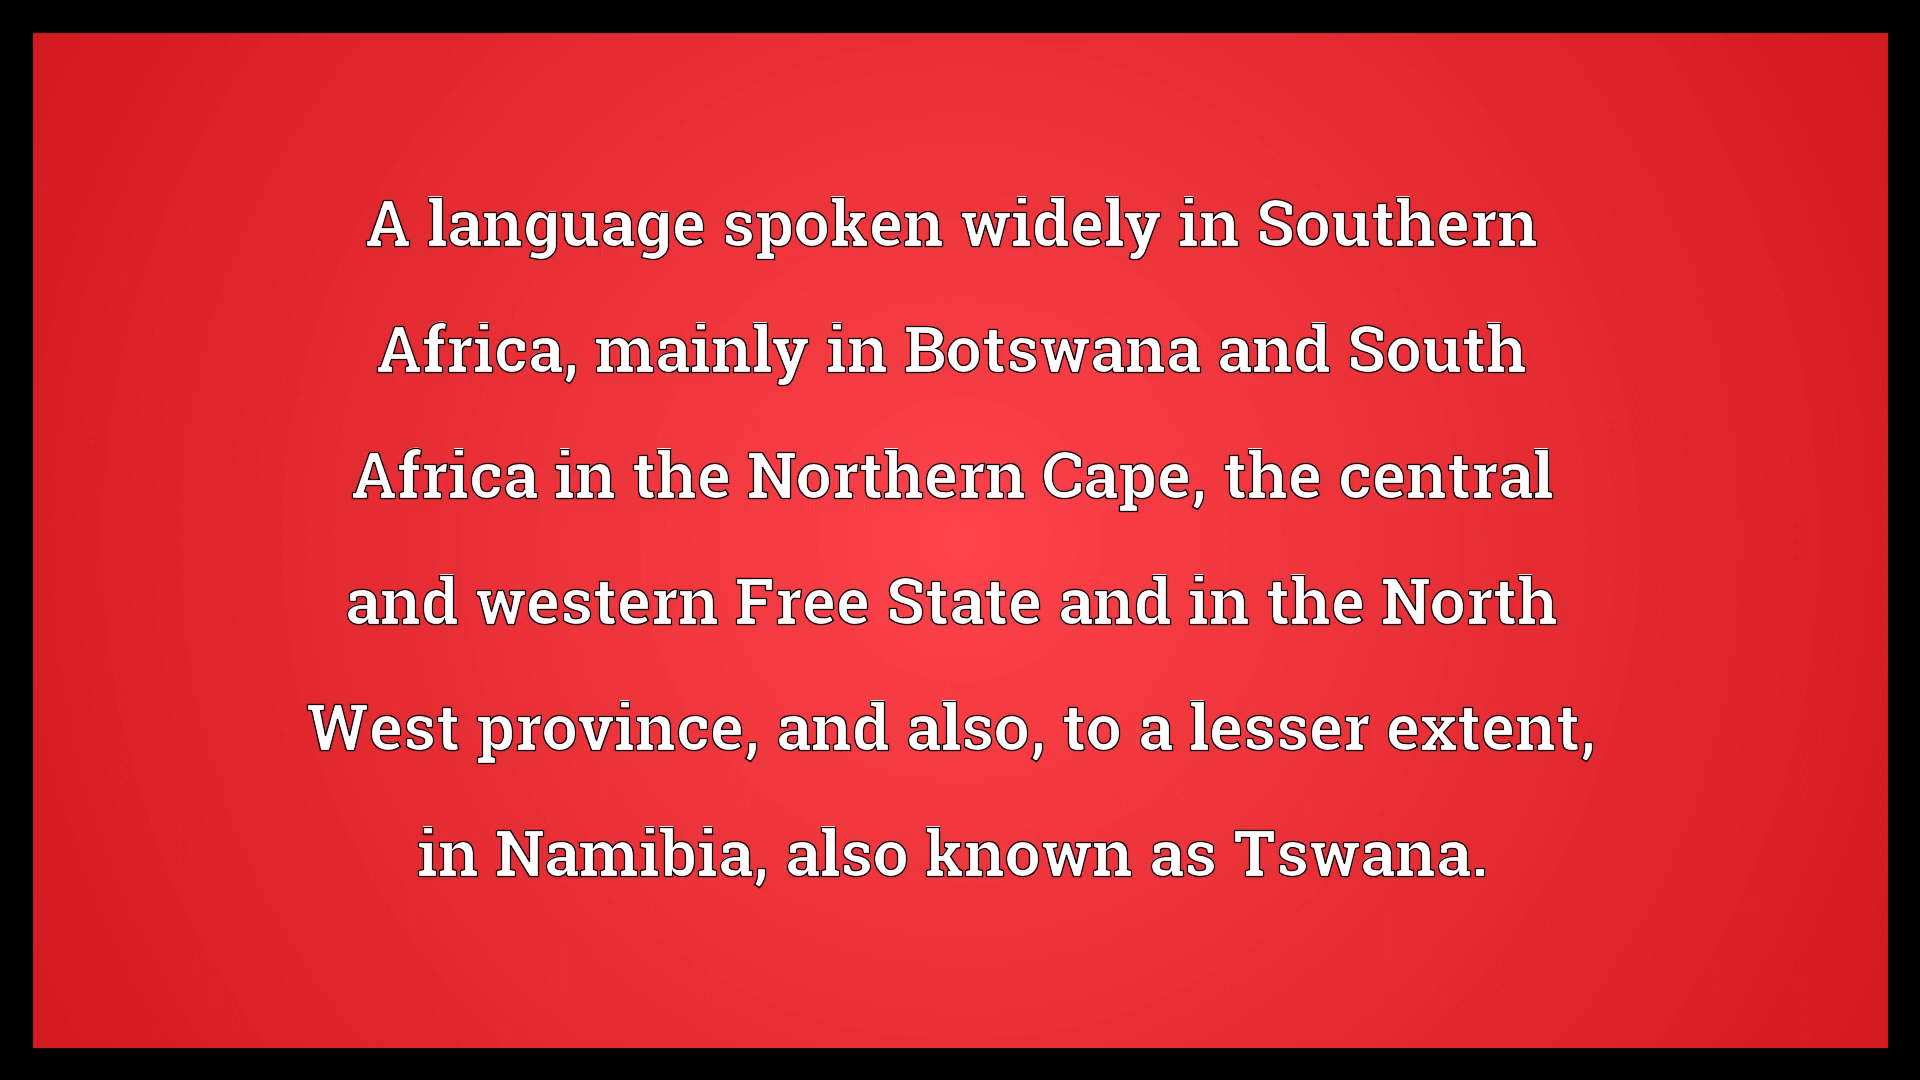 A language spoken widely in Southern
Africa, mainly in Botswana and South
Africa in the Northern Cape, the central
and western Free State and in the North
West province, and also, to a lesser extent,
in Namibia, also known as Tswana.